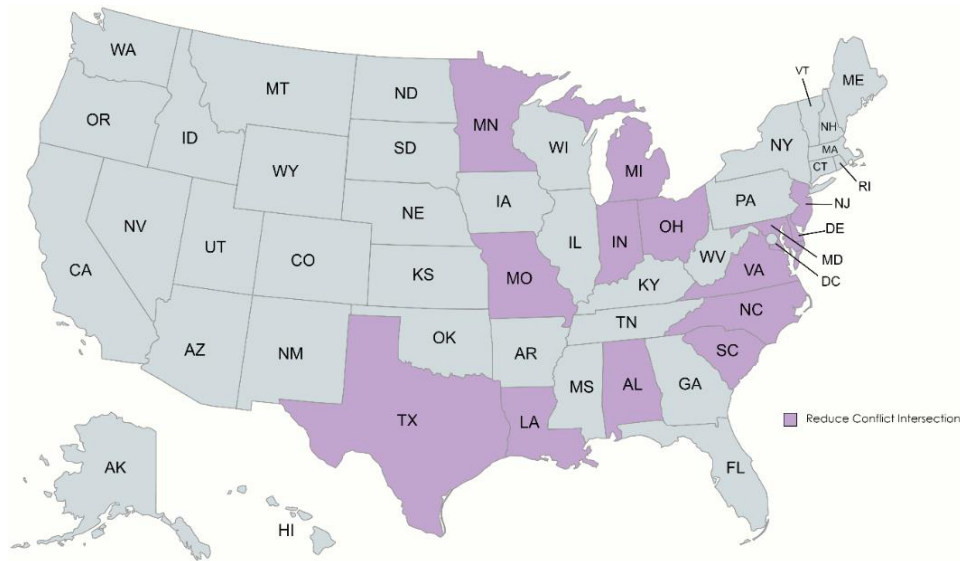 WA
MT
ND
MN
VT
ME
OR
ID
SD
WI
NY
NH
MA
CT
RI
WY
MI
NJ
NE
IA
PA
DE
NV
UT
CO
IL
IN
OH
WV
MD
DC
CA
KS
MO
KY
VA
TN
NC
AZ
NM
OK
AR
SC
MS
AL
GA
TX
LA
Reduce Conflict Intersection
AK
FL
HI